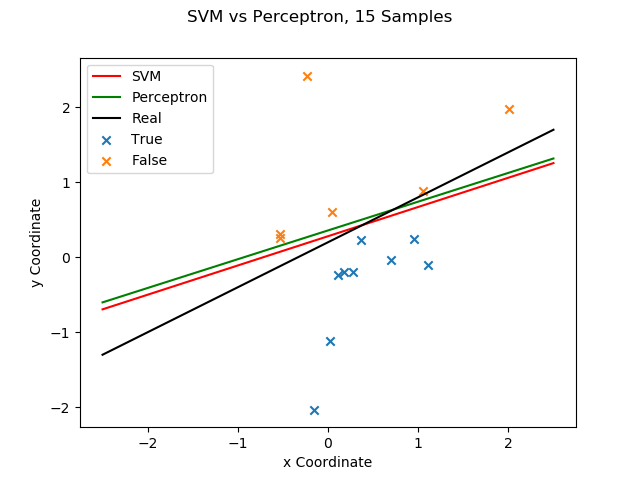 SVM vs Perceptron, 15 Samples
SVM
Perceptron
Real
True
False
y Coordinate
2
1
0
−1
−2
−2
−1
0
1
2
x Coordinate